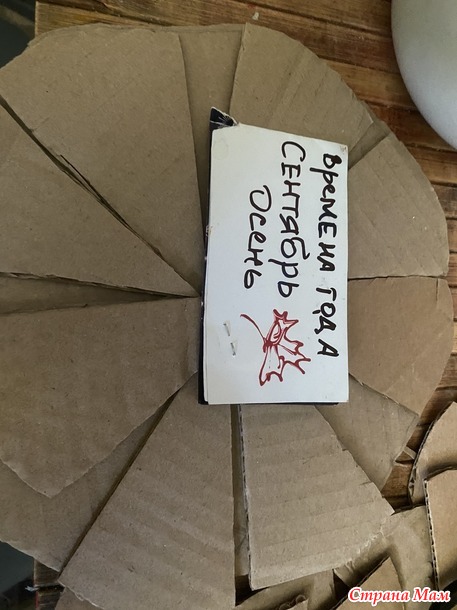 Времена года
Сентябрь
Осень
Страна Мам